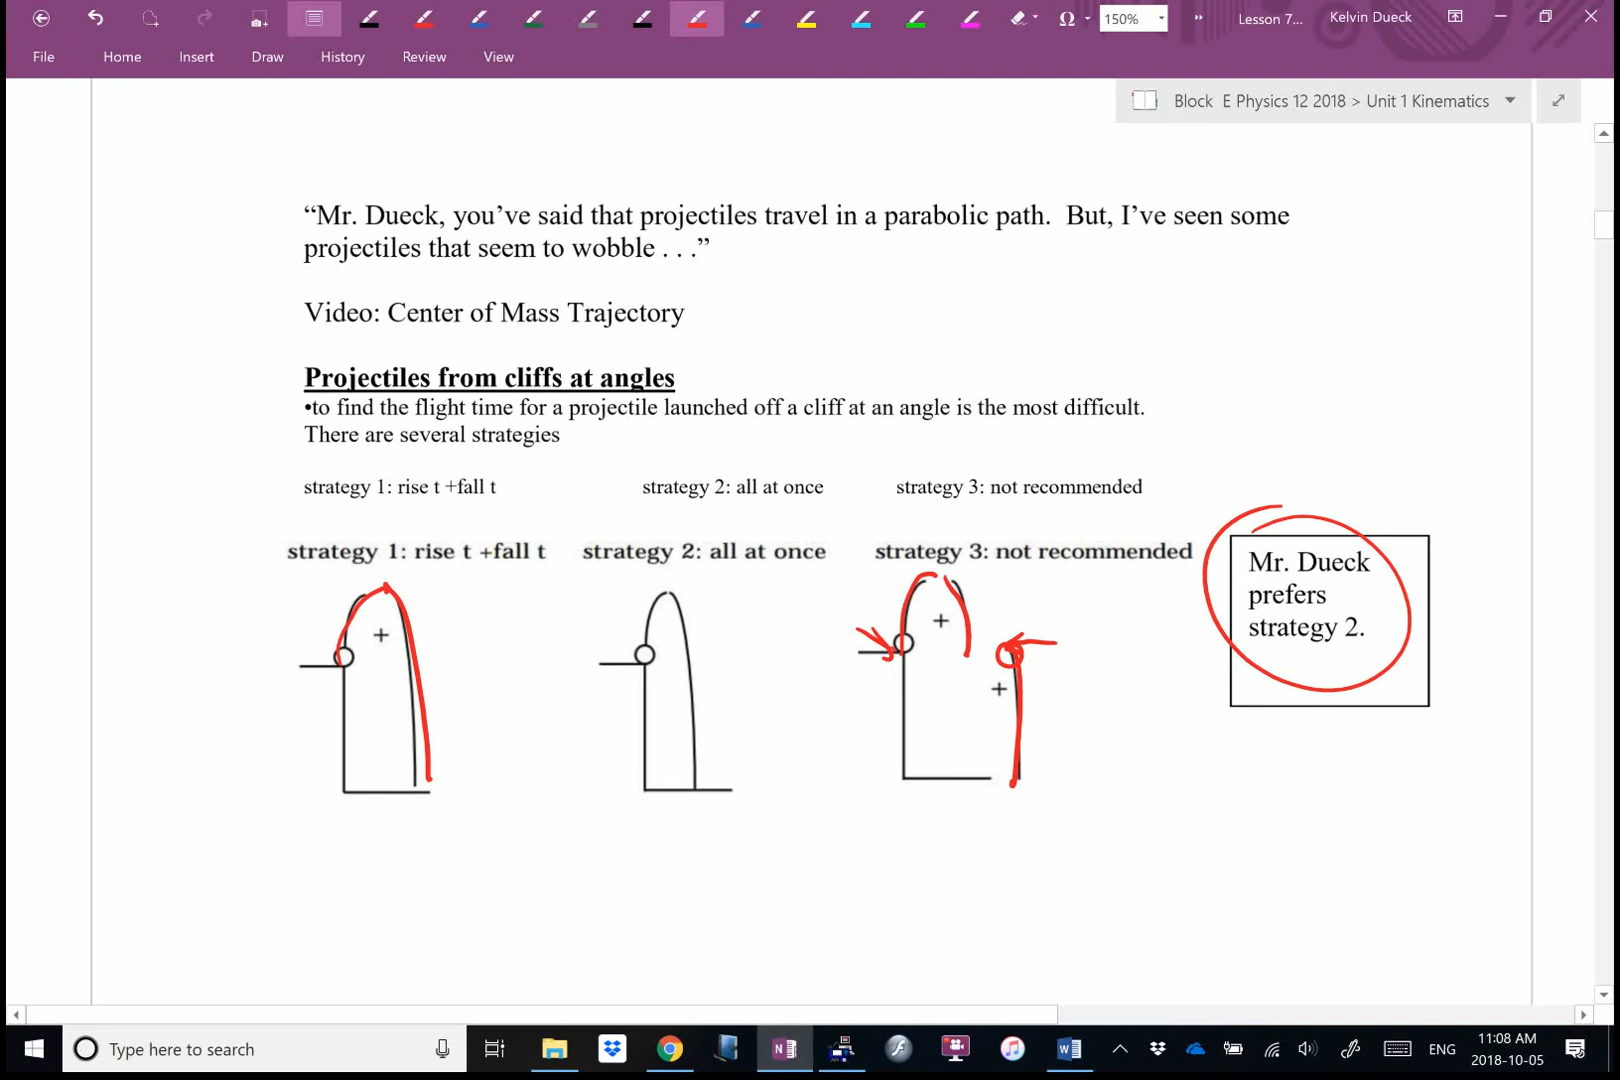 150%
Lesson 7...
Kelvin Dueck
File
Home
Insert
Draw
History
Review
View
Block E Physics 12 2018 > Unit 1 Kinematics
“Mr. Dueck, you’ve said that projectiles travel in a parabolic path. But, I’ve seen some
projectiles that seem to wobble . . .”
Video: Center of Mass Trajectory
Projectiles from cliffs at angles
•to find the flight time for a projectile launched off a cliff at an angle is the most difficult.
There are several strategies
strategy 1: rise t +fall t
strategy 2: all at once
strategy 3: not recommended
strategy 1: rise t +fall t
strategy 2: all at once
strategy 3: not recommended
Mr. Dueck
prefers
strategy 2.
+
+
+
Type here to search
ENG
11:08 AM
2018-10-05